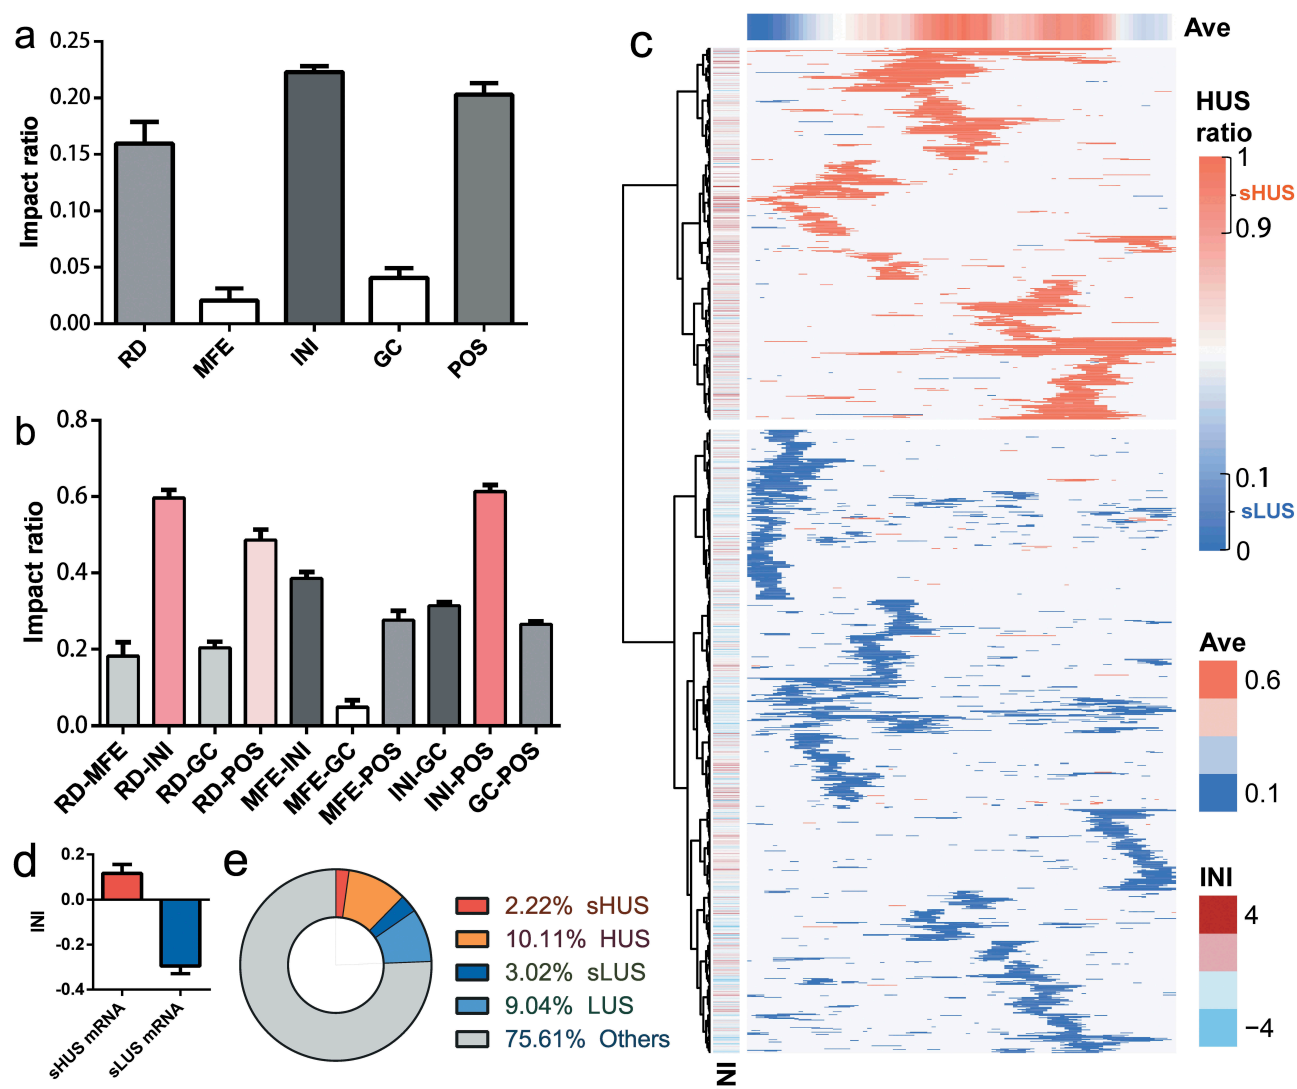 a
0.25
0.20
0.15
0.10
0.05
0.00
Impact ratio
RD
MFE
INI
GC
POS
b
0.8
0.6
0.4
0.2
0.0
Impact ratio
RD-MFE
RD-INI
RD-GC
RD-POS
MFE-INI
MFE-GC
MFE-POS
INI-GC
INI-POS
GC-POS
c
Ave
HUS
ratio
1
sHUS
0.9
0.1
sLUS
0
Ave
0.6
0.1
INI
4
−4
INI
d
0.2
0.0
-0.2
-0.4
INI
sHUS mRNA
sLUS mRNA
e
2.22% sHUS
10.11% HUS
3.02% sLUS
9.04% LUS
75.61% Others